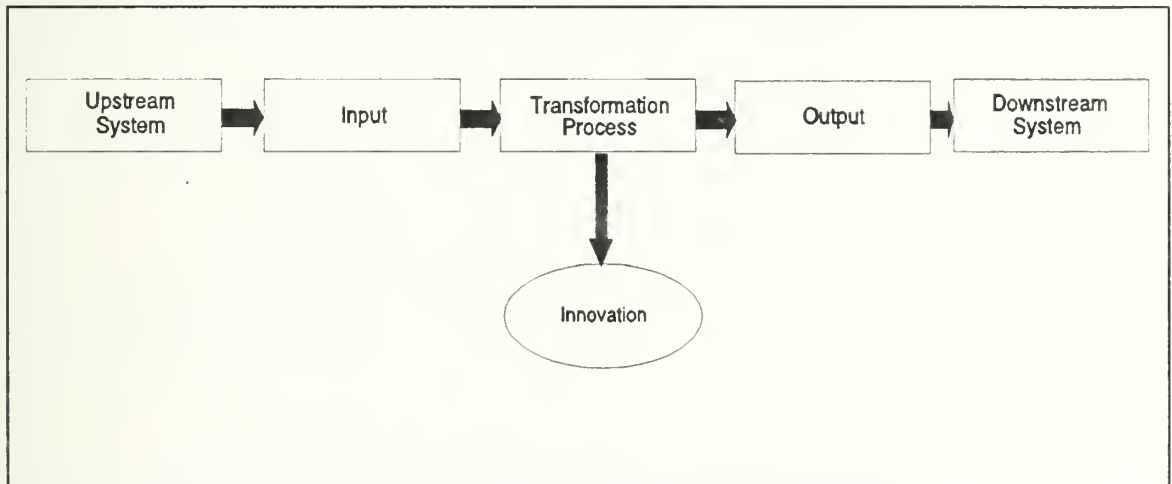 Upstream
System
Input
Transformation
Process
Output
Downstream
System
Innovation